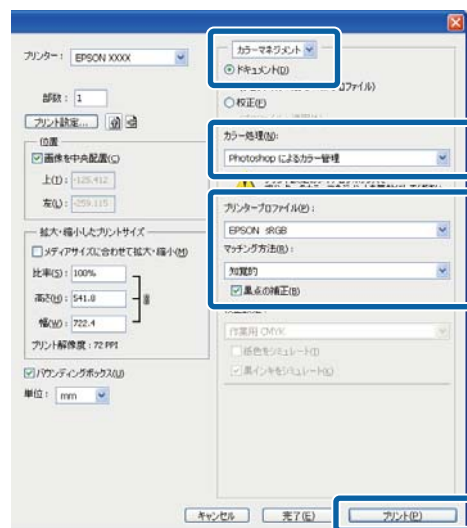 プリンター： EPSON XXXX
部数： 1
プリント設定...
位置
画像を中央配置(C)
上(T)： -125.412
左(L)： -259.115
拡大・縮小したプリントサイズ
メディアサイズに合わせて拡大・縮小(M)
比率(S)： 100%
高さ(H)： 541.8
幅(W)： 722.4
プリント解像度：72 PPI
バウンディングボックス(U)
単位： mm
カラーマネジメント
ドキュメント(D)
校正(F)
カラー処理(N)：
Photoshop によるカラー管理
プリンタープロファイル(P)：
EPSON sRGB
マッチング方法(R)：
知覚的
黒点の補正(B)
作業用 CMYK
紙色をシミュレート(I)
黒インキをシミュレート(K)
キャンセル 完了(E) プリント(P)